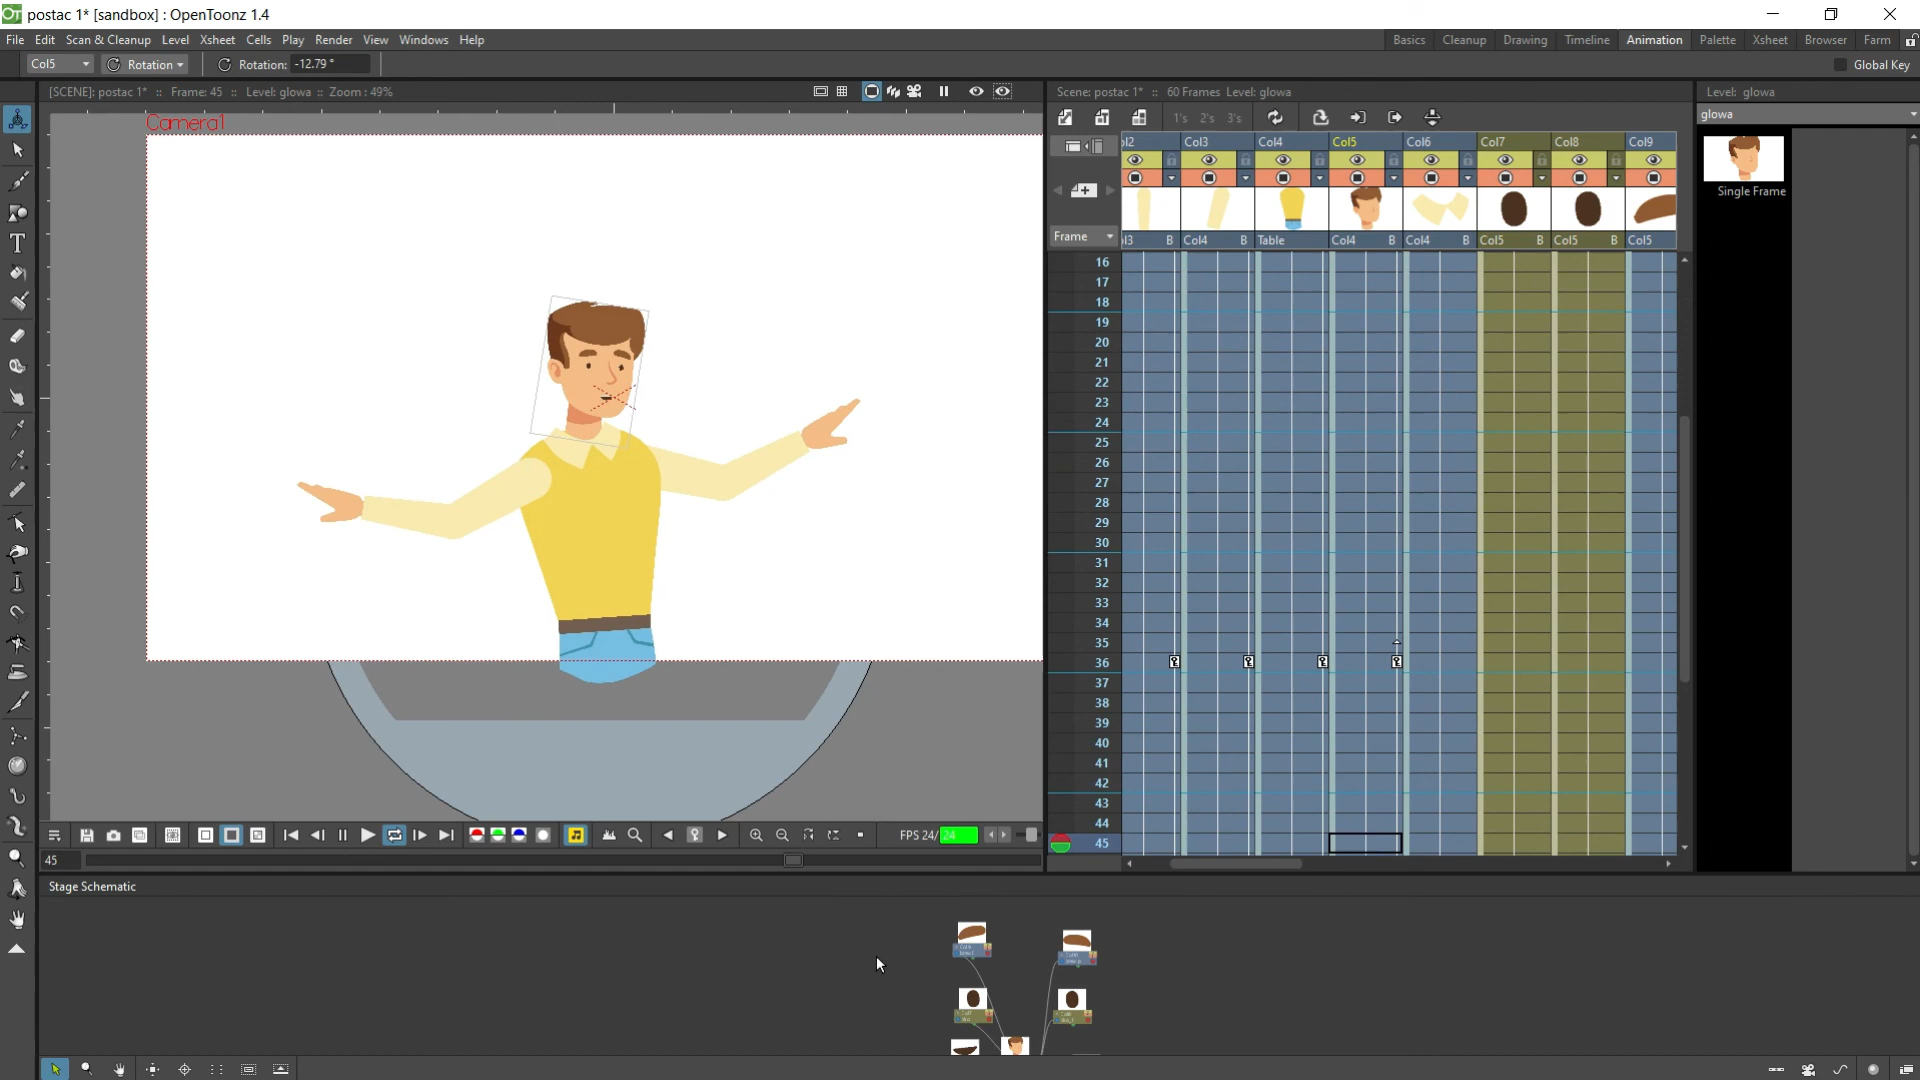 postac 1* [sandbox] : OpenToonz 1.4
File Edit Scan & Cleanup Level Xsheet Cells Play Render View Windows Help
Basics Cleanup Drawing Timeline Animation Palette Xsheet Browser Farm
Col5 Rotation Rotation: -12.79 ° Global Key
[SCENE]: postac 1* :: Frame: 45 :: Level: glowa :: Zoom : 49%
Scene: postac 1* :: 60 Frames Level: glowa
Level: glowa
glowa
Camera1
1's 2's 3's
Col3 Col4 Col5 Col6 Col7 Col8 Col9
Single Frame
Frame
B Col4 B Table Col4 B Col4 B Col5 B Col5 B Col5
16
17
18
19
20
21
22
23
24
25
26
27
28
29
30
31
32
33
34
35
36
37
38
39
40
41
42
43
44
45
FPS 24/24
45
Stage Schematic